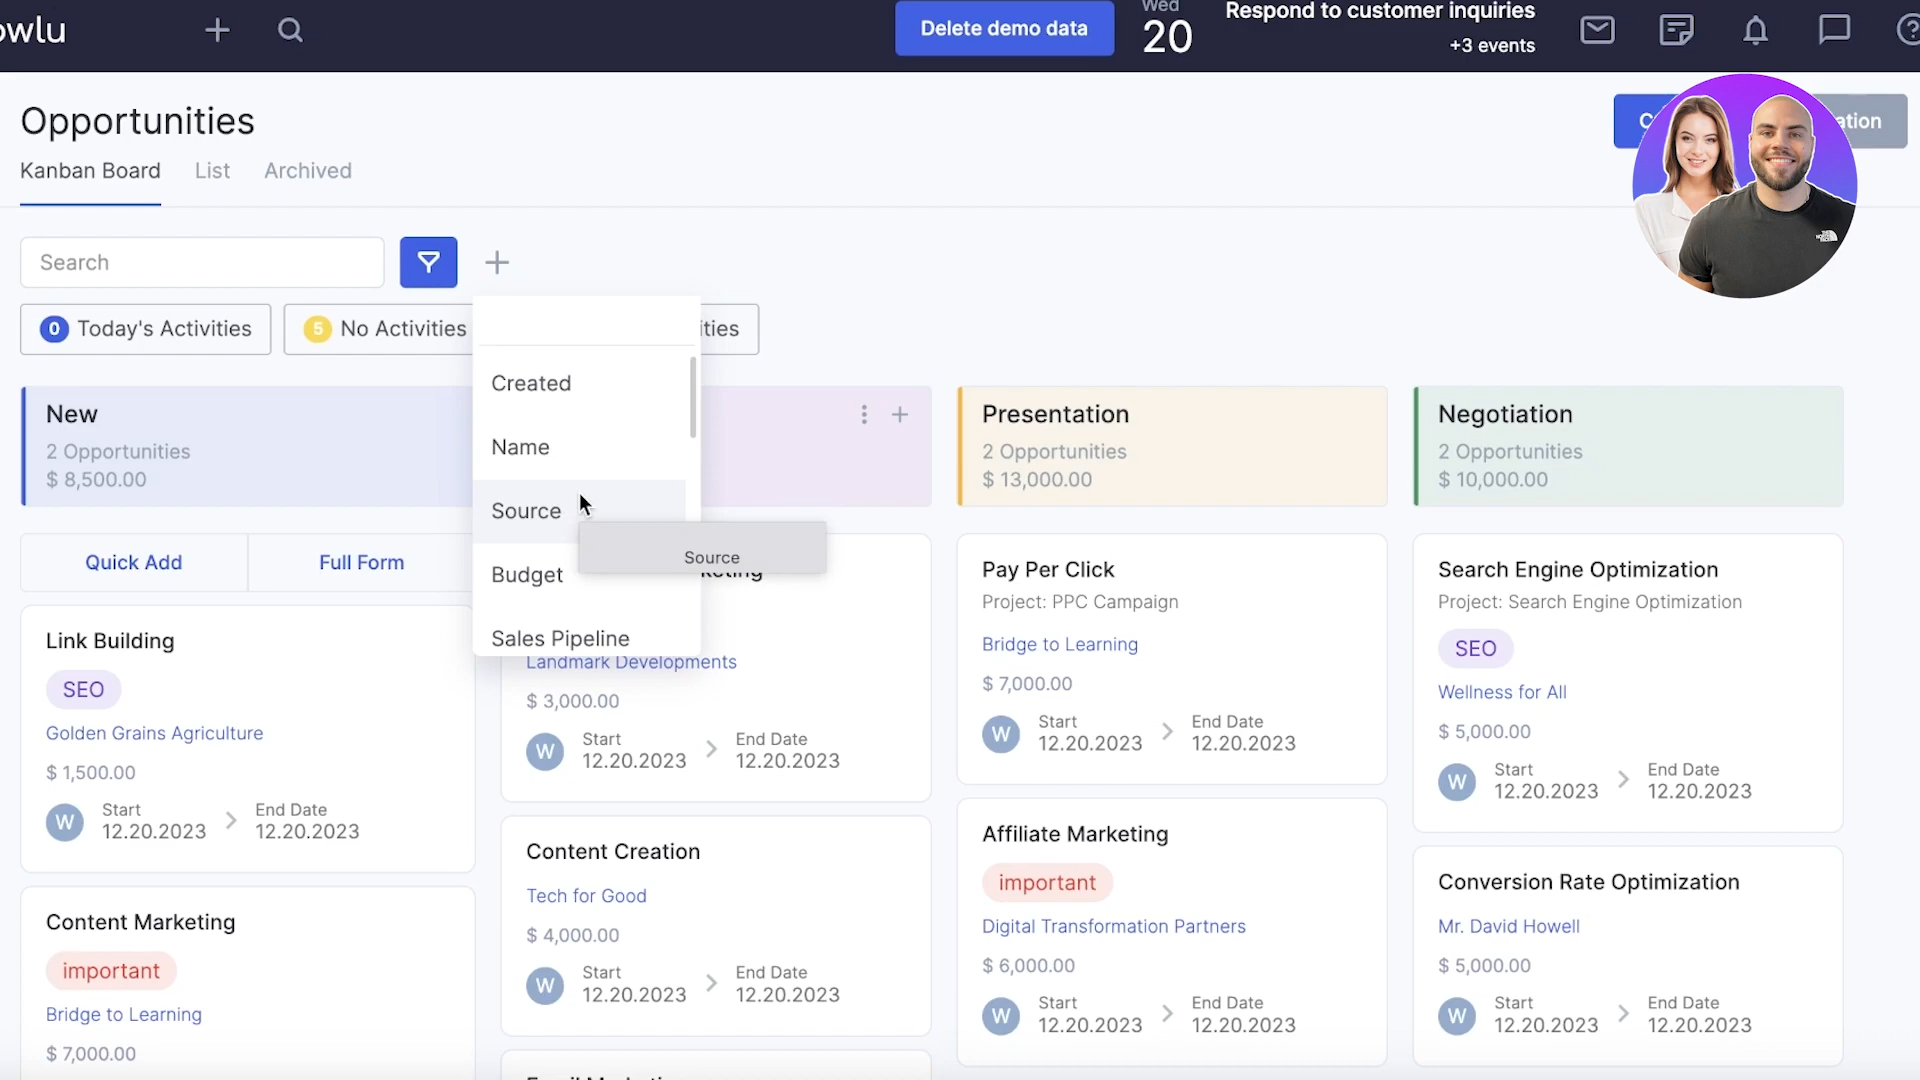 owlu
Delete demo data
Wed
20
Respond to customer inquiries
+3 events
Opportunities
Kanban Board
List
Archived
Search
0 Today's Activities
5 No Activities
Created
Name
Source
Budget
Sales Pipeline
Source
New
2 Opportunities
$ 8,500.00
Quick Add
Full Form
Link Building
SEO
Golden Grains Agriculture
$ 1,500.00
W
Start
12.20.2023
End Date
12.20.2023
Content Marketing
important
Bridge to Learning
$ 7,000.00
Landmark Developments
$ 3,000.00
W
Start
12.20.2023
End Date
12.20.2023
Content Creation
Tech for Good
$ 4,000.00
W
Start
12.20.2023
End Date
12.20.2023
Presentation
2 Opportunities
$ 13,000.00
Pay Per Click
Project: PPC Campaign
Bridge to Learning
$ 7,000.00
W
Start
12.20.2023
End Date
12.20.2023
Affiliate Marketing
important
Digital Transformation Partners
$ 6,000.00
W
Start
12.20.2023
End Date
12.20.2023
Negotiation
2 Opportunities
$ 10,000.00
Search Engine Optimization
Project: Search Engine Optimization
SEO
Wellness for All
$ 5,000.00
W
Start
12.20.2023
End Date
12.20.2023
Conversion Rate Optimization
Mr. David Howell
$ 5,000.00
W
Start
12.20.2023
End Date
12.20.2023